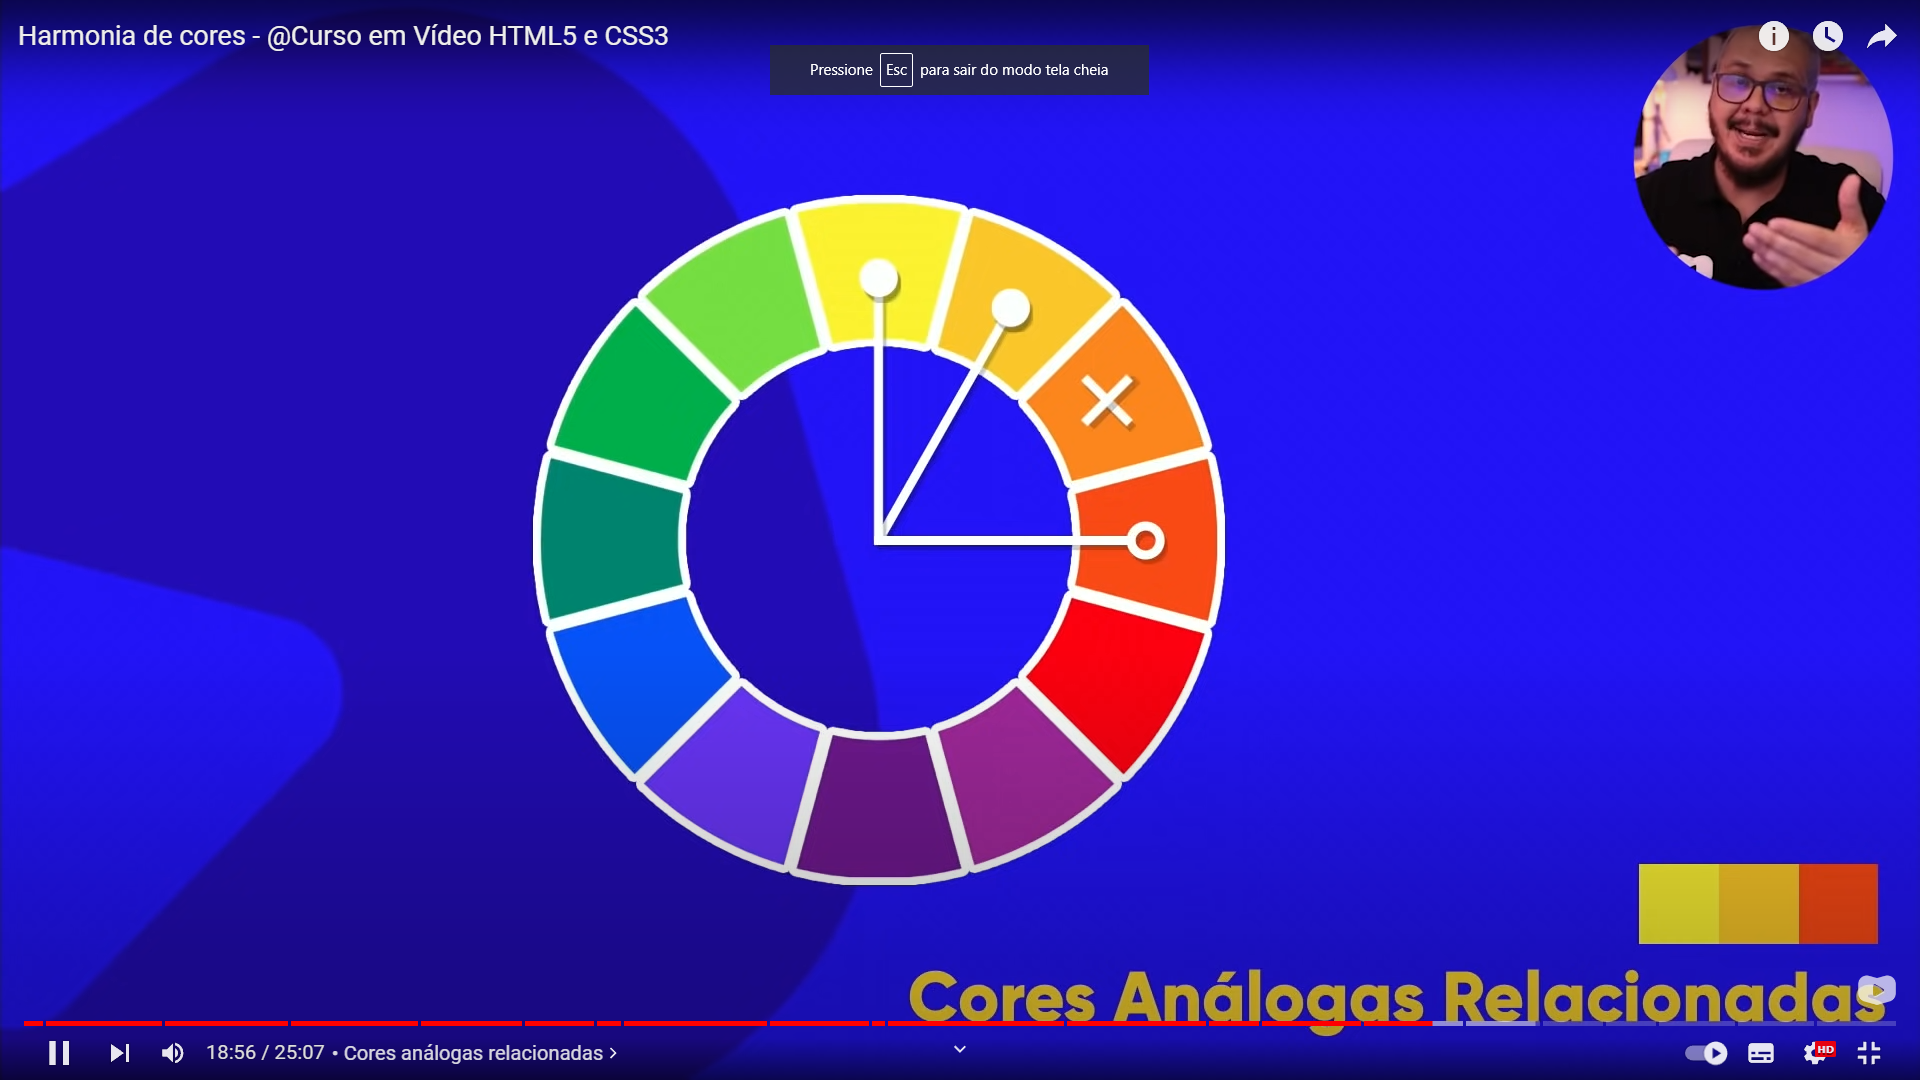 Harmonia de cores - @Curso em Vídeo HTML5 e CSS3
Pressione Esc para sair do modo tela cheia
Cores Análogas Relacionadas
18:56 / 25:07 • Cores análogas relacionadas
HD